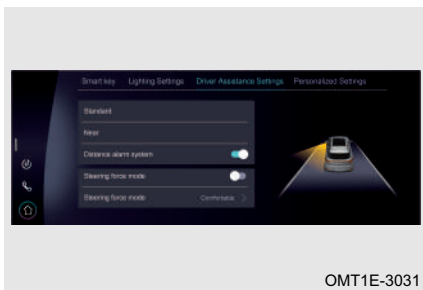 Smart key Lighting Settings Driver Assistance Settings Personalized Settings
Standard
Near
Distance alarm system
Steering force mode
Steering force mode Comfortable >
OMT1E-3031